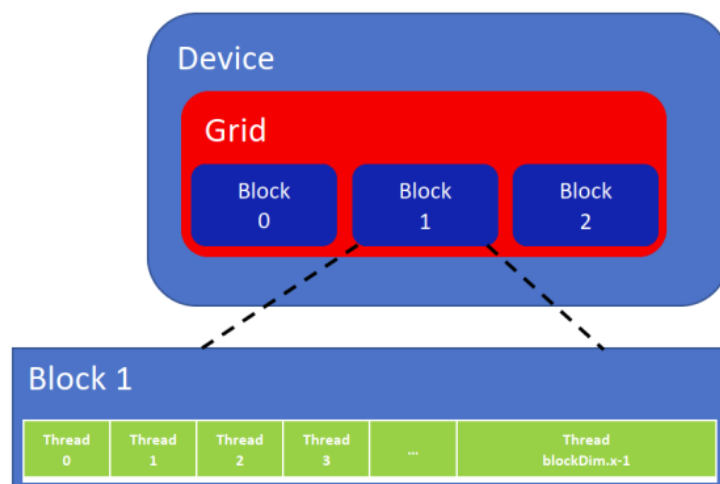 Device
Grid
Block
0
Block
1
Block
2
Block 1
Thread
0
Thread
1
Thread
2
Thread
3
...
Thread
blockDim.x-1